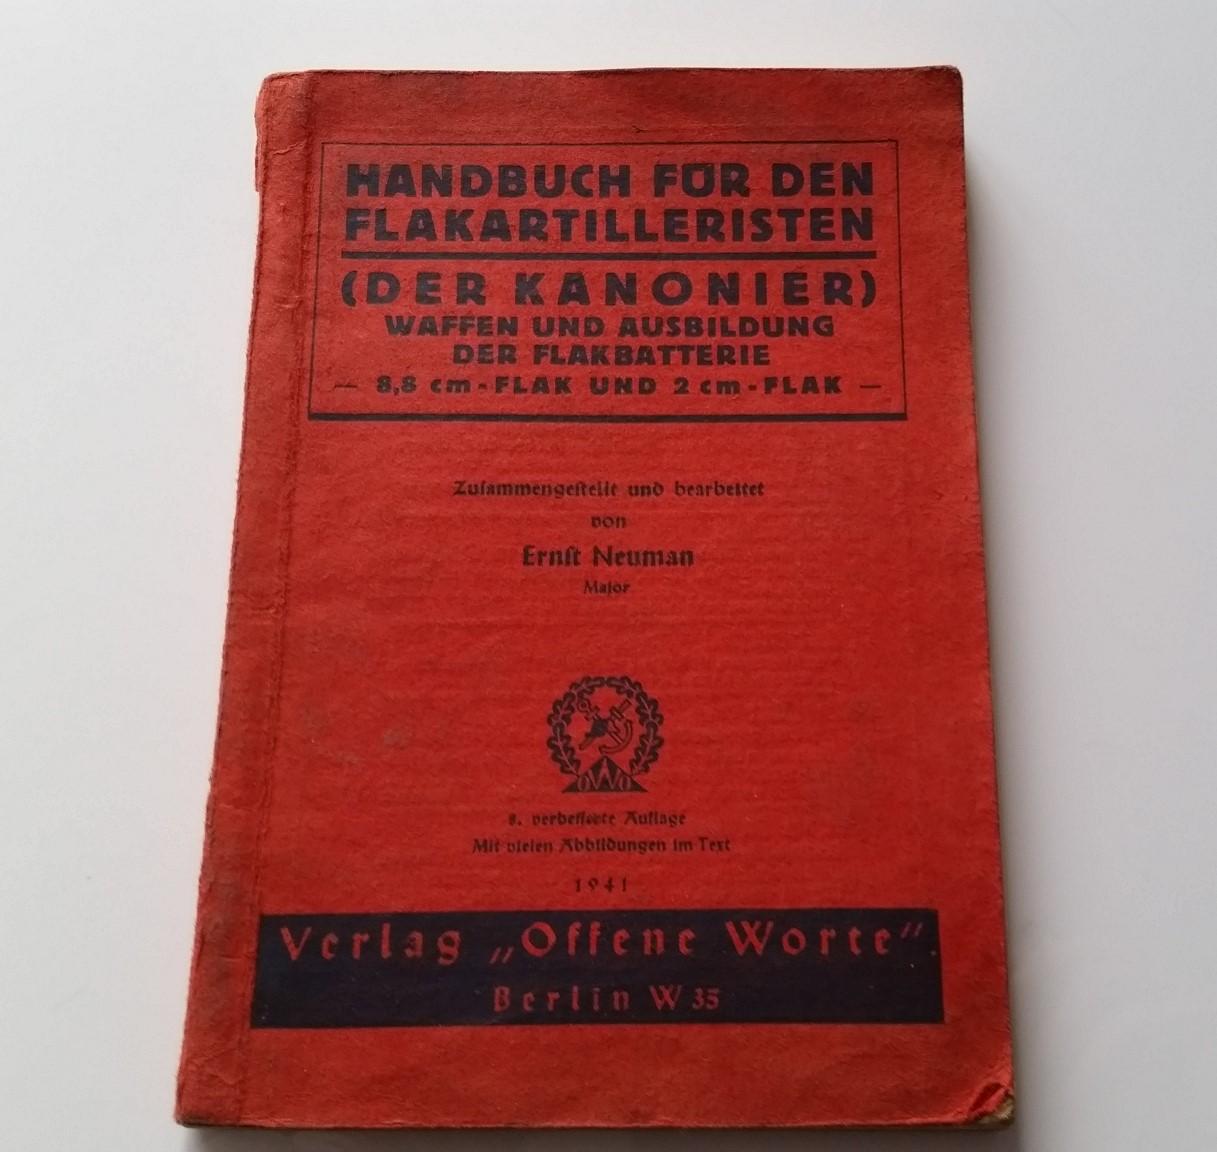 HANDBUCH FÜR DEN
FLAKARTILLERISTEN
(DER KANONIER)
WAFFEN UND AUSBILDUNG
DER FLAKBATTERIE
— 8,8 cm-FLAK UND 2 cm-FLAK —
Zuſammengeſtellt und bearbeitet
von
Ernſt Neuman
Major
oWo
8. verbeſſerte Auflage
Mit vielen Abbildungen im Text
1941
Verlag „Offene Worte"
Berlin W 35